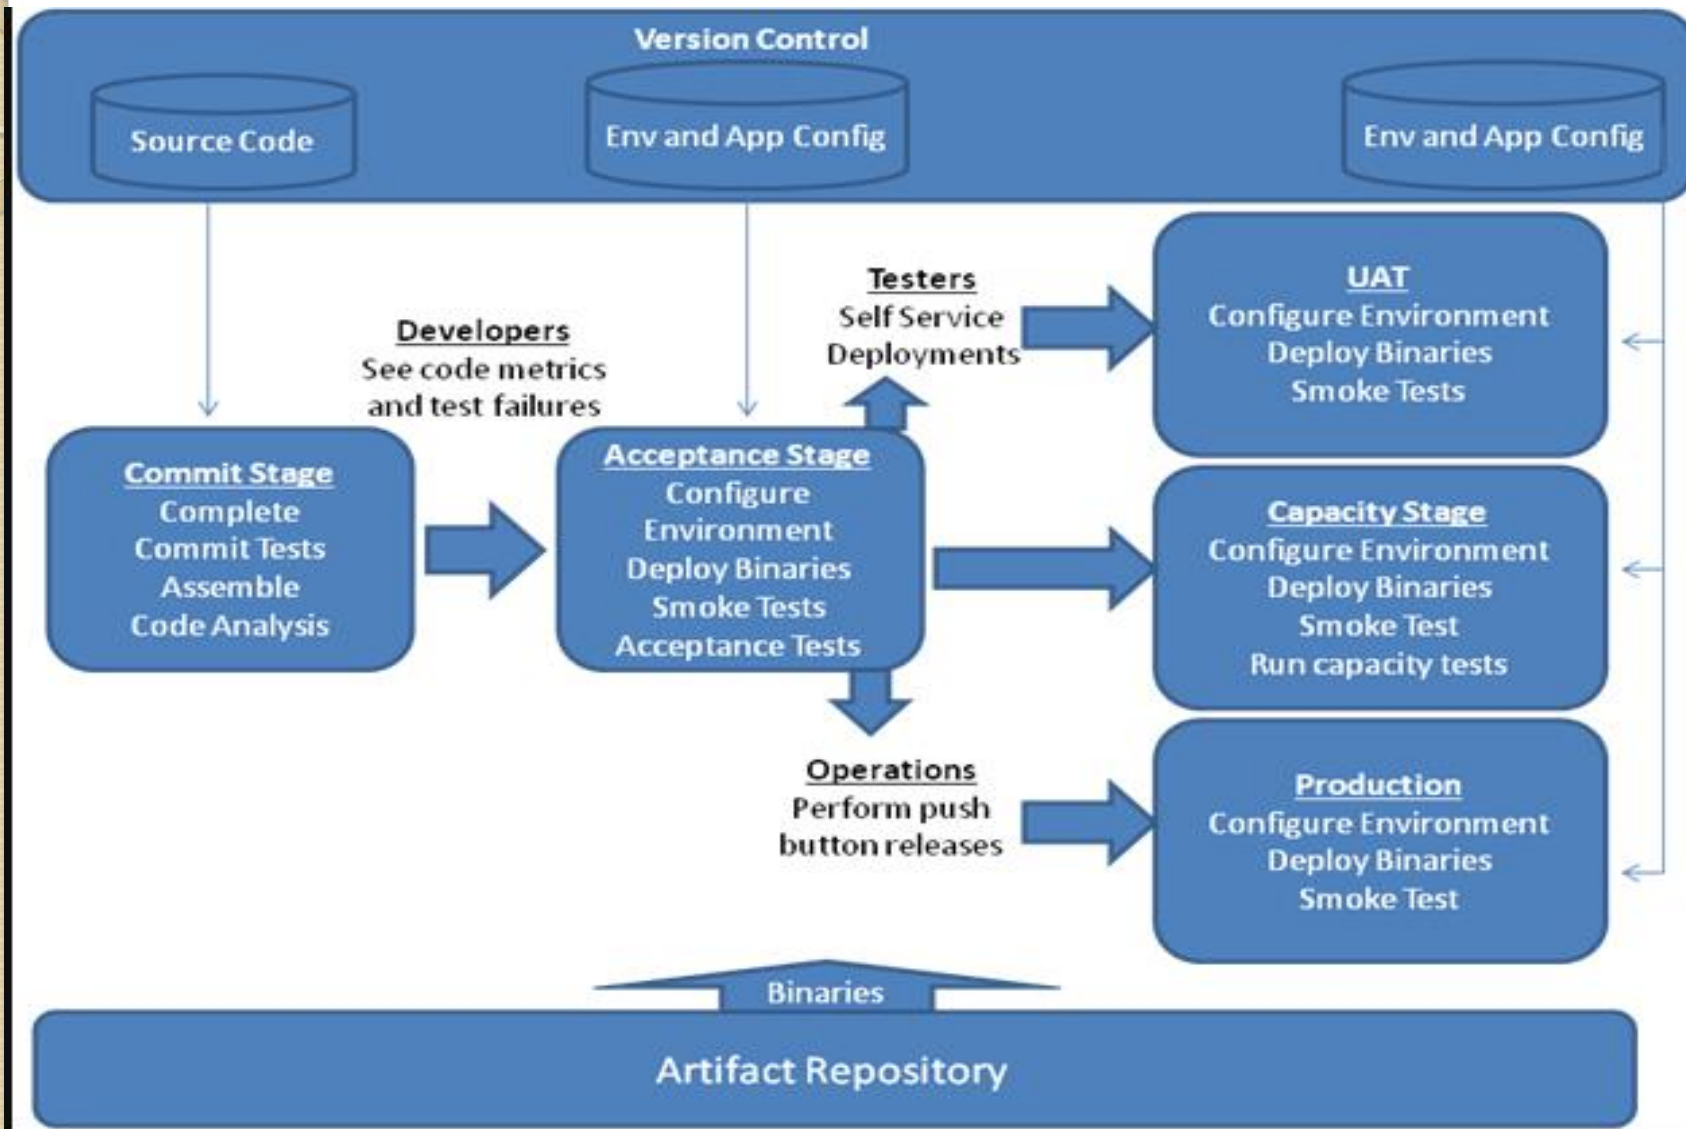 Version Control
Source Code
Env and App Config
Env and App Config
Developers
See code metrics
and test failures
Testers
Self Service
Deployments
Commit Stage
Complete
Commit Tests
Assemble
Code Analysis
Acceptance Stage
Configure
Environment
Deploy Binaries
Smoke Tests
Acceptance Tests
UAT
Configure Environment
Deploy Binaries
Smoke Tests
Capacity Stage
Configure Environment
Deploy Binaries
Smoke Test
Run capacity tests
Operations
Perform push
button releases
Production
Configure Environment
Deploy Binaries
Smoke Test
Binaries
Artifact Repository